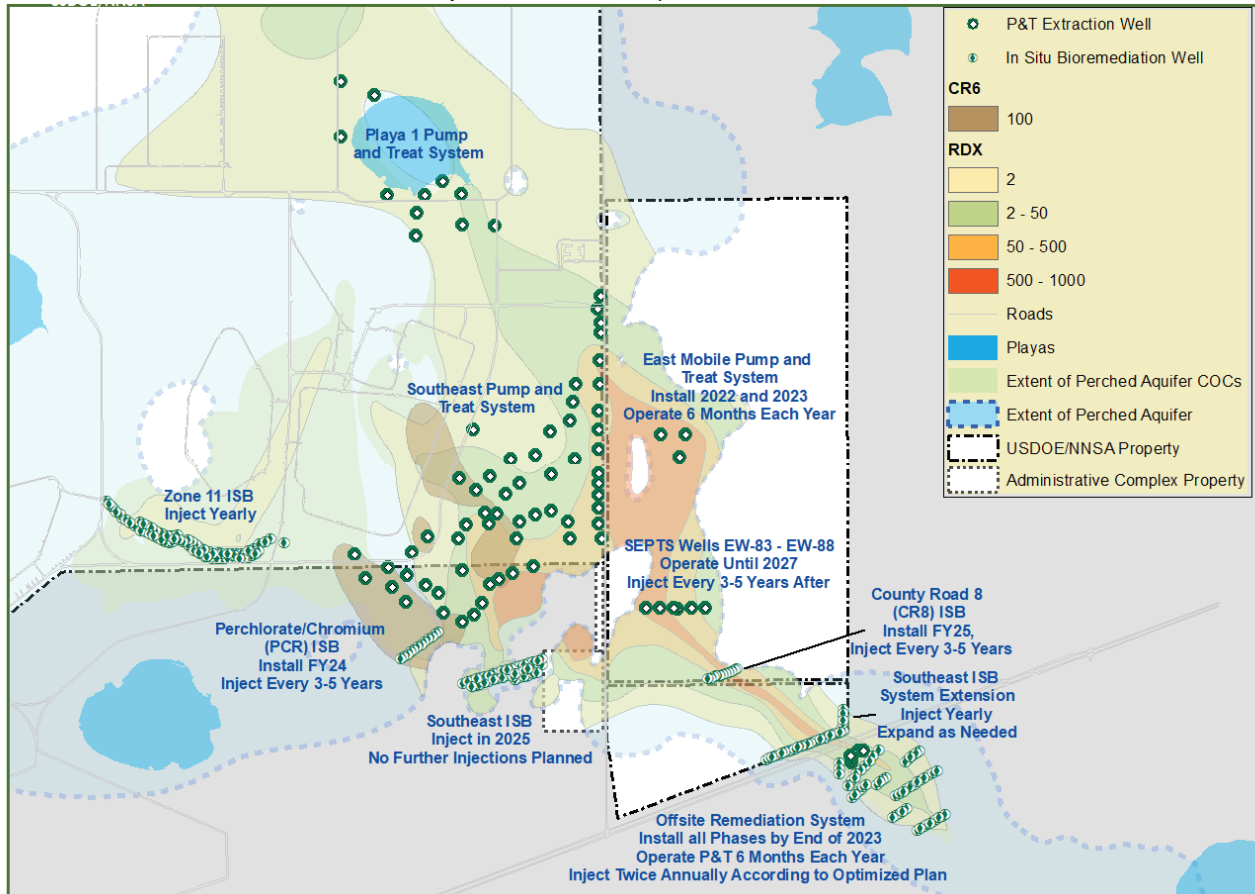 USDOE/NNSA
P&T Extraction Well
In Situ Bioremediation Well
CR6
100
RDX
2
2 - 50
50 - 500
500 - 1000
Roads
Playas
Extent of Perched Aquifer COCs
Extent of Perched Aquifer
USDOE/NNSA Property
Administrative Complex Property
Playa 1 Pump
and Treat System
Southeast Pump and
Treat System
East Mobile Pump and
Treat System
Install 2022 and 2023
Operate 6 Months Each Year
Zone 11 ISB
Inject Yearly
SEPTS Wells EW-83 - EW-88
Operate Until 2027
Inject Every 3-5 Years After
County Road 8
(CR8) ISB
Install FY25,
Inject Every 3-5 Years
Perchlorate/Chromium
(PCR) ISB
Install FY24
Inject Every 3-5 Years
Southeast ISB
System Extension
Inject Yearly
Expand as Needed
Southeast ISB
Inject in 2025
No Further Injections Planned
Offsite Remediation System
Install all Phases by End of 2023
Operate P&T 6 Months Each Year
Inject Twice Annually According to Optimized Plan